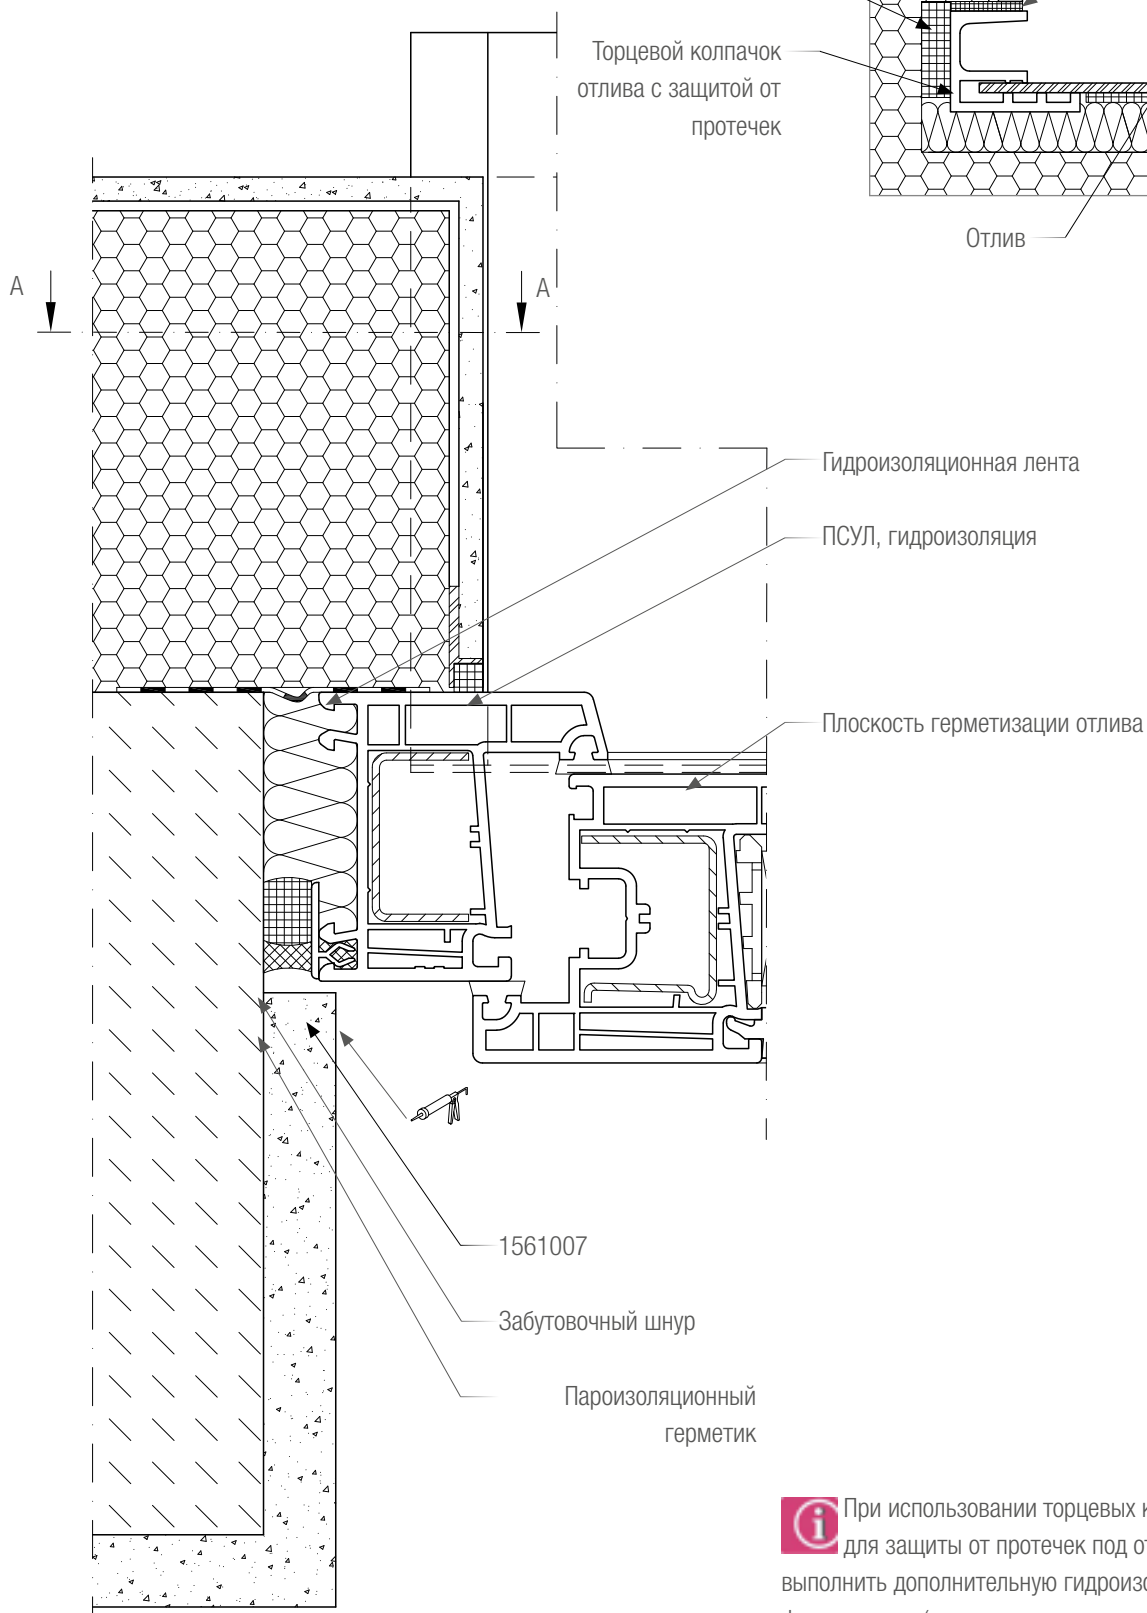 Торцевой колпачок
отлива с защитой от
протечек
Отлив
A
A
Гидроизоляционная лента
ПСУЛ, гидроизоляция
Плоскость герметизации отлива
1561007
Забутовочный шнур
Пароизоляционный
герметик
При использовании торцевых
для защиты от протечек под
выполнить дополнительную